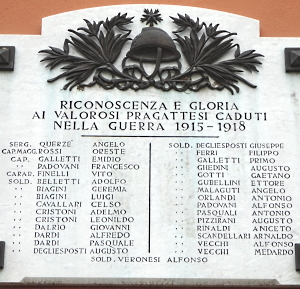 RICONOSCENZA E GLORIA
AI VALOROSI PRAGATTESI CADUTI
NELLA GUERRA 1915-1918
SERG. QUERZE' ANGELO
CAP.MAGG. ROSSI ORESTE
CAP. GALLETTI EMIDIO
" PADOVANI FRANCESCO
CARAB. FINELLI VITO
SOLD. BELLETTI ADOLFO
" BIAGINI GEREMIA
" BIAGINI LUIGI
" CAVALLARI CELSO
" CRISTONI ADELMO
" CRISTONI LEONILDO
" DALRIO GIOVANNI
" DARDI ALFREDO
" DARDI PASQUALE
" DEGLIESPOSTI AUGUSTO
SOLD. DEGLIESPOSTI GIUSEPPE
" FERRI FILIPPO
" GALLETTI PRIMO
" GHEDINI AUGUSTO
" GOTTI GAETANO
" GUBELLINI ETTORE
" MALAGUTI ANGELO
" ORLANDI ANTONIO
" PADOVANI ALFONSO
" PASQUALI ANTONIO
" PIZZIRANI AUGUSTO
" RINALDI ANICETO
" SCANDELLARI ARNALDO
" VECCHI ALFONSO
" VECCHI MEDARDO
SOLD. VERONESI ALFONSO